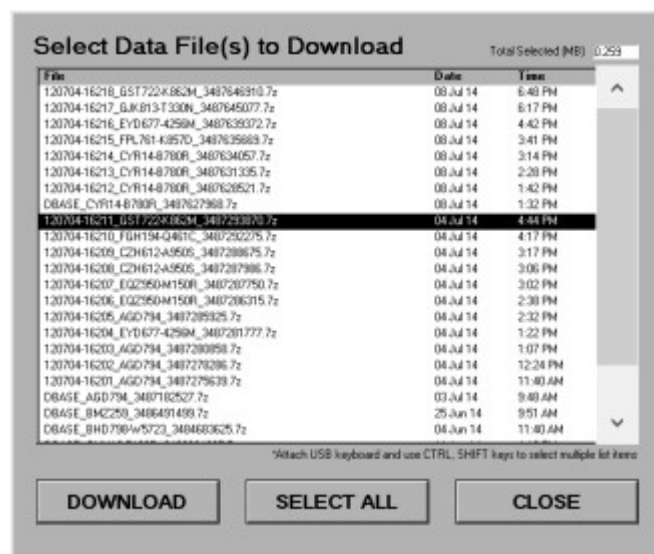 Select Data File(s) to Download
Total Selected (MB) 0.259
File Date Time
120704-16218_GST722-K862M_3487646910.7z 08 Jul 14 6:48 PM
120704-16217_GJK813-T330N_3487645077.7z 08 Jul 14 6:17 PM
120704-16216_EYD677-4256M_3487639372.7z 08 Jul 14 4:42 PM
120704-16215_FPL761-K857D_3487635669.7z 08 Jul 14 3:41 PM
120704-16214_CYR14-B780R_3487634057.7z 08 Jul 14 3:14 PM
120704-16213_CYR14-B780R_3487631335.7z 08 Jul 14 2:28 PM
120704-16212_CYR14-B780R_3487628521.7z 08 Jul 14 1:42 PM
DBASE_CYR14-B780R_3487627968.7z 08 Jul 14 1:32 PM
120704-16211_GST722-K862M_3487293870.7z 04 Jul 14 4:44 PM
120704-16210_FGH194-Q461C_3487292275.7z 04 Jul 14 4:17 PM
120704-16209_CZH612-A950S_3487288675.7z 04 Jul 14 3:17 PM
120704-16208_CZH612-A950S_3487287986.7z 04 Jul 14 3:06 PM
120704-16207_EQZ950-M150R_3487287750.7z 04 Jul 14 3:02 PM
120704-16206_EQZ950-M150R_3487286315.7z 04 Jul 14 2:38 PM
120704-16205_AGD794_3487285925.7z 04 Jul 14 2:32 PM
120704-16204_EYD677-4256M_3487281777.7z 04 Jul 14 1:22 PM
120704-16203_AGD794_3487280858.7z 04 Jul 14 1:07 PM
120704-16202_AGD794_3487278286.7z 04 Jul 14 12:24 PM
120704-16201_AGD794_3487275639.7z 04 Jul 14 11:40 AM
DBASE_AGD794_3487182527.7z 03 Jul 14 9:48 AM
DBASE_BMZ259_3486491499.7z 25 Jun 14 9:51 AM
DBASE_BHD798-W5723_3484683625.7z 04 Jun 14 11:40 AM
*Attach USB keyboard and use CTRL, SHIFT keys to select multiple list items
DOWNLOAD
SELECT ALL
CLOSE